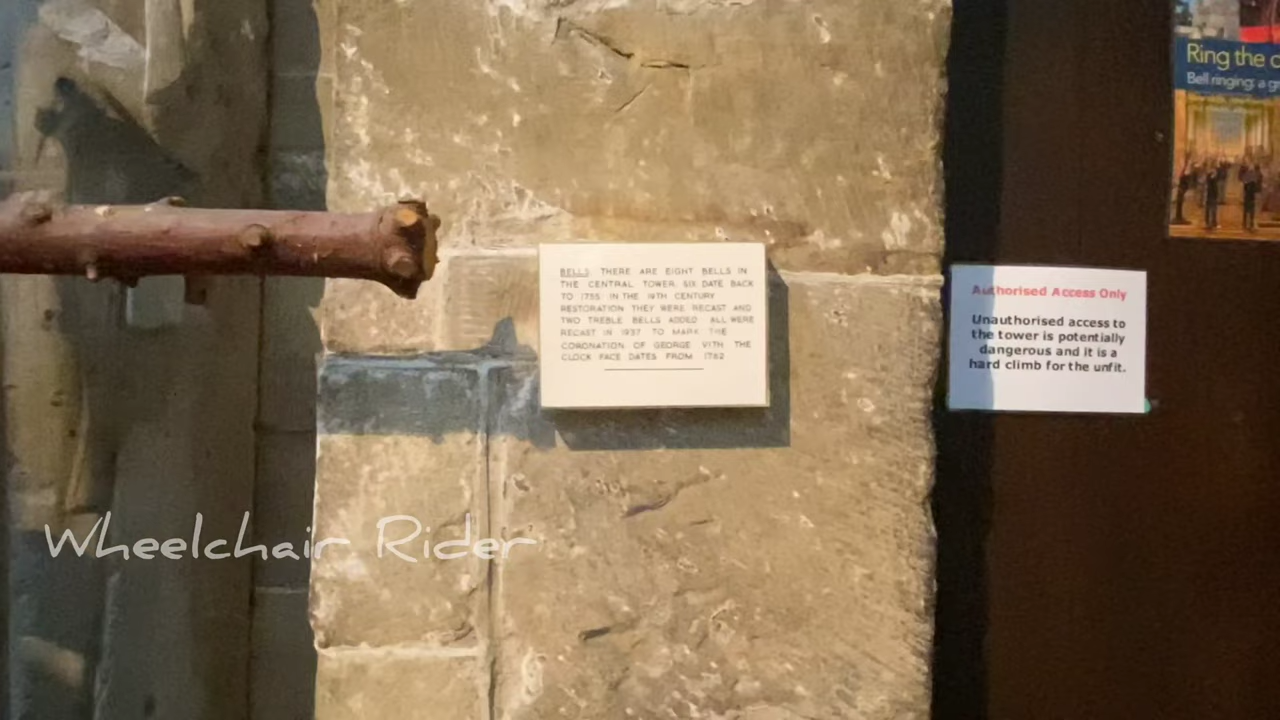 BELLS. THERE ARE EIGHT BELLS IN
THE CENTRAL TOWER. SIX DATE BACK
TO 1755. IN THE 19TH CENTURY
RESTORATION THEY WERE RECAST AND
TWO TREBLE BELLS ADDED. ALL WERE
RECAST IN 1937 TO MARK THE
CORONATION OF GEORGE VITH THE
CLOCK FACE DATES FROM 1762
Authorised Access Only
Unauthorised access to
the tower is potentially
dangerous and it is a
hard climb for the unfit.
Ring the
Bell ringing: a
Wheelchair Rider